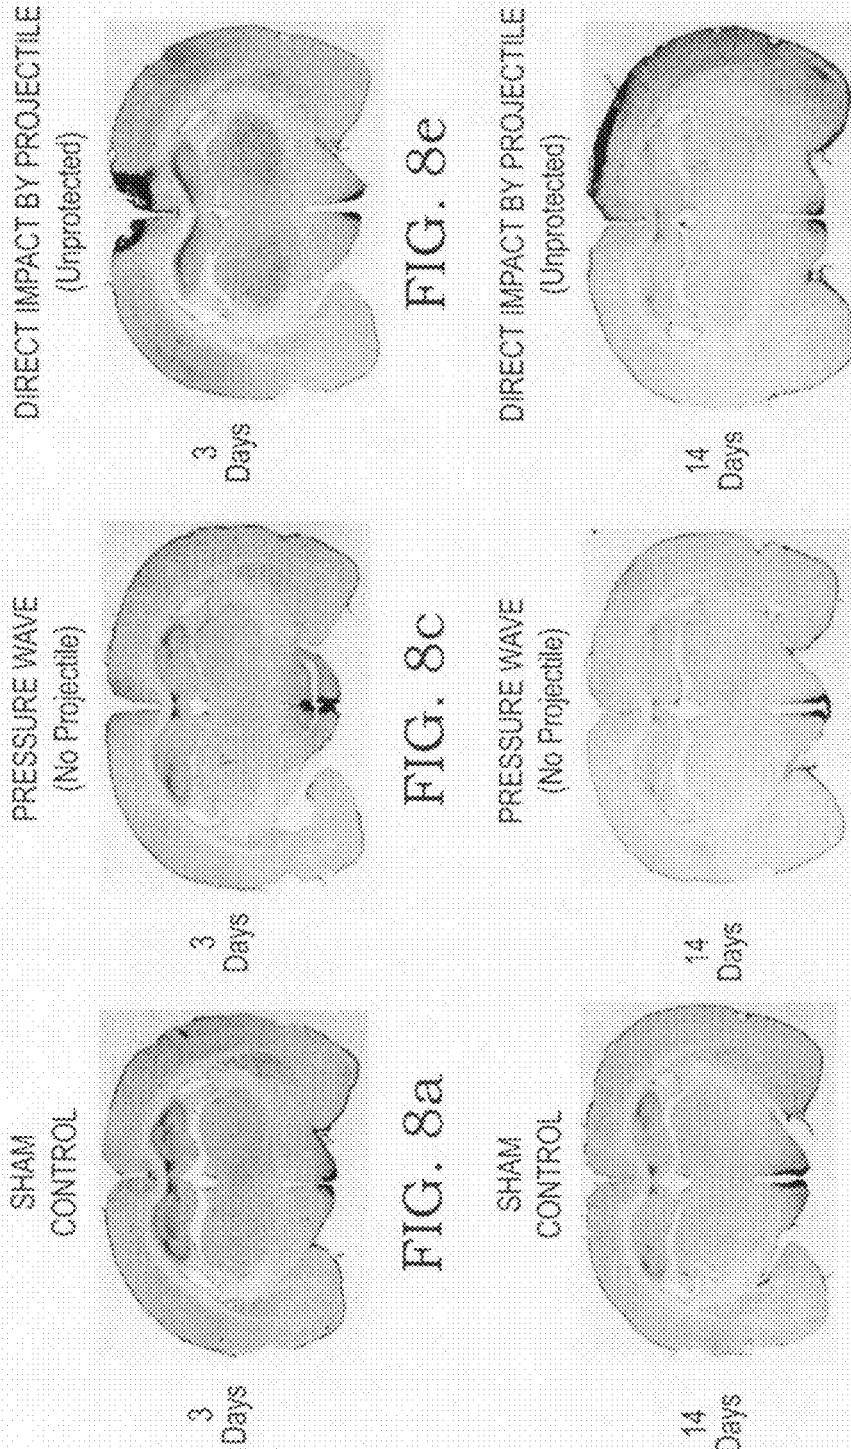 SHAM
CONTROL
3
Days
FIG. 8a
PRESSURE WAVE
(No Projectile)
3
Days
FIG. 8c
DIRECT IMPACT BY PROJECTILE
(Unprotected)
3
Days
FIG. 8e
SHAM
CONTROL
14
Days
PRESSURE WAVE
(No Projectile)
14
Days
DIRECT IMPACT BY PROJECTILE
(Unprotected)
14
Days